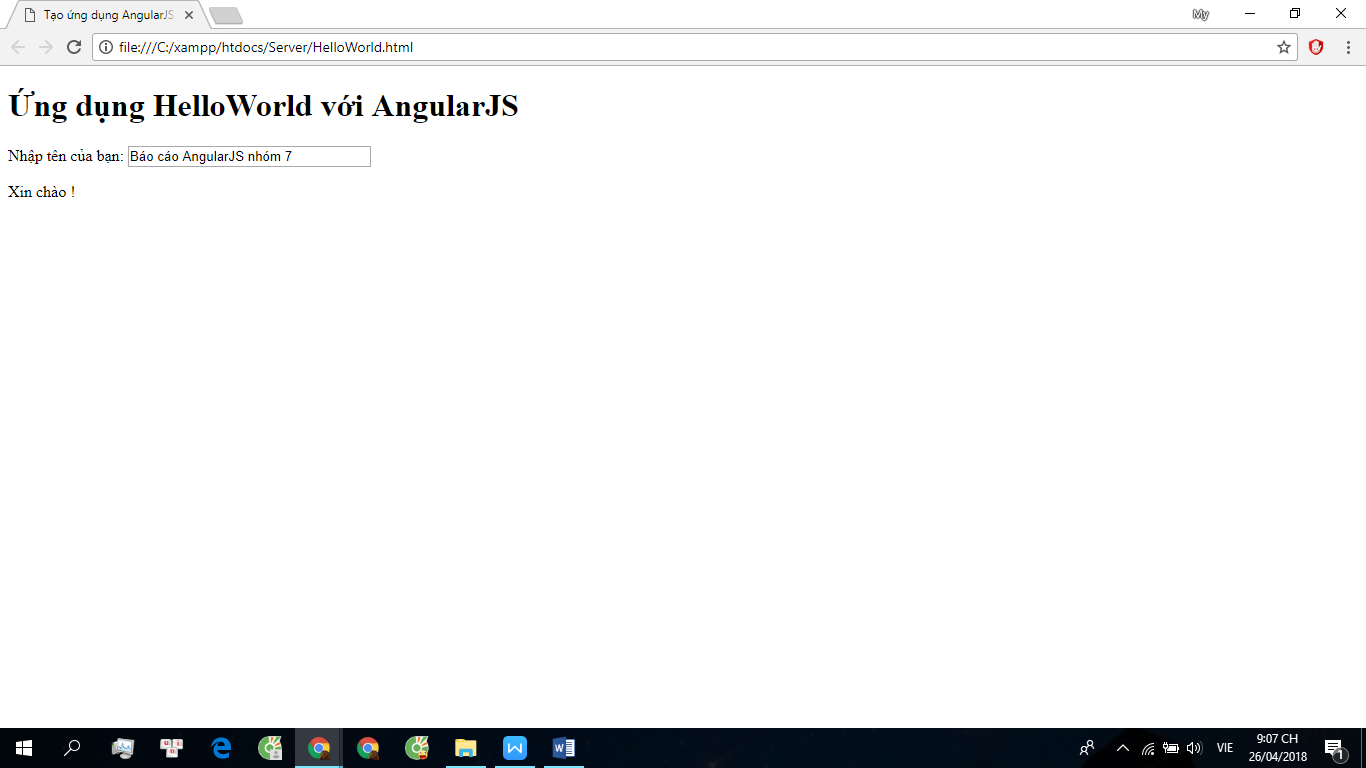 Tạo ứng dụng AngularJS
My
file:///C:/xampp/htdocs/Server/HelloWorld.html
Ứng dụng HelloWorld với AngularJS
Nhập tên của bạn: Báo cáo AngularJS nhóm 7
Xin chào !
VIE
9:07 CH
26/04/2018
1